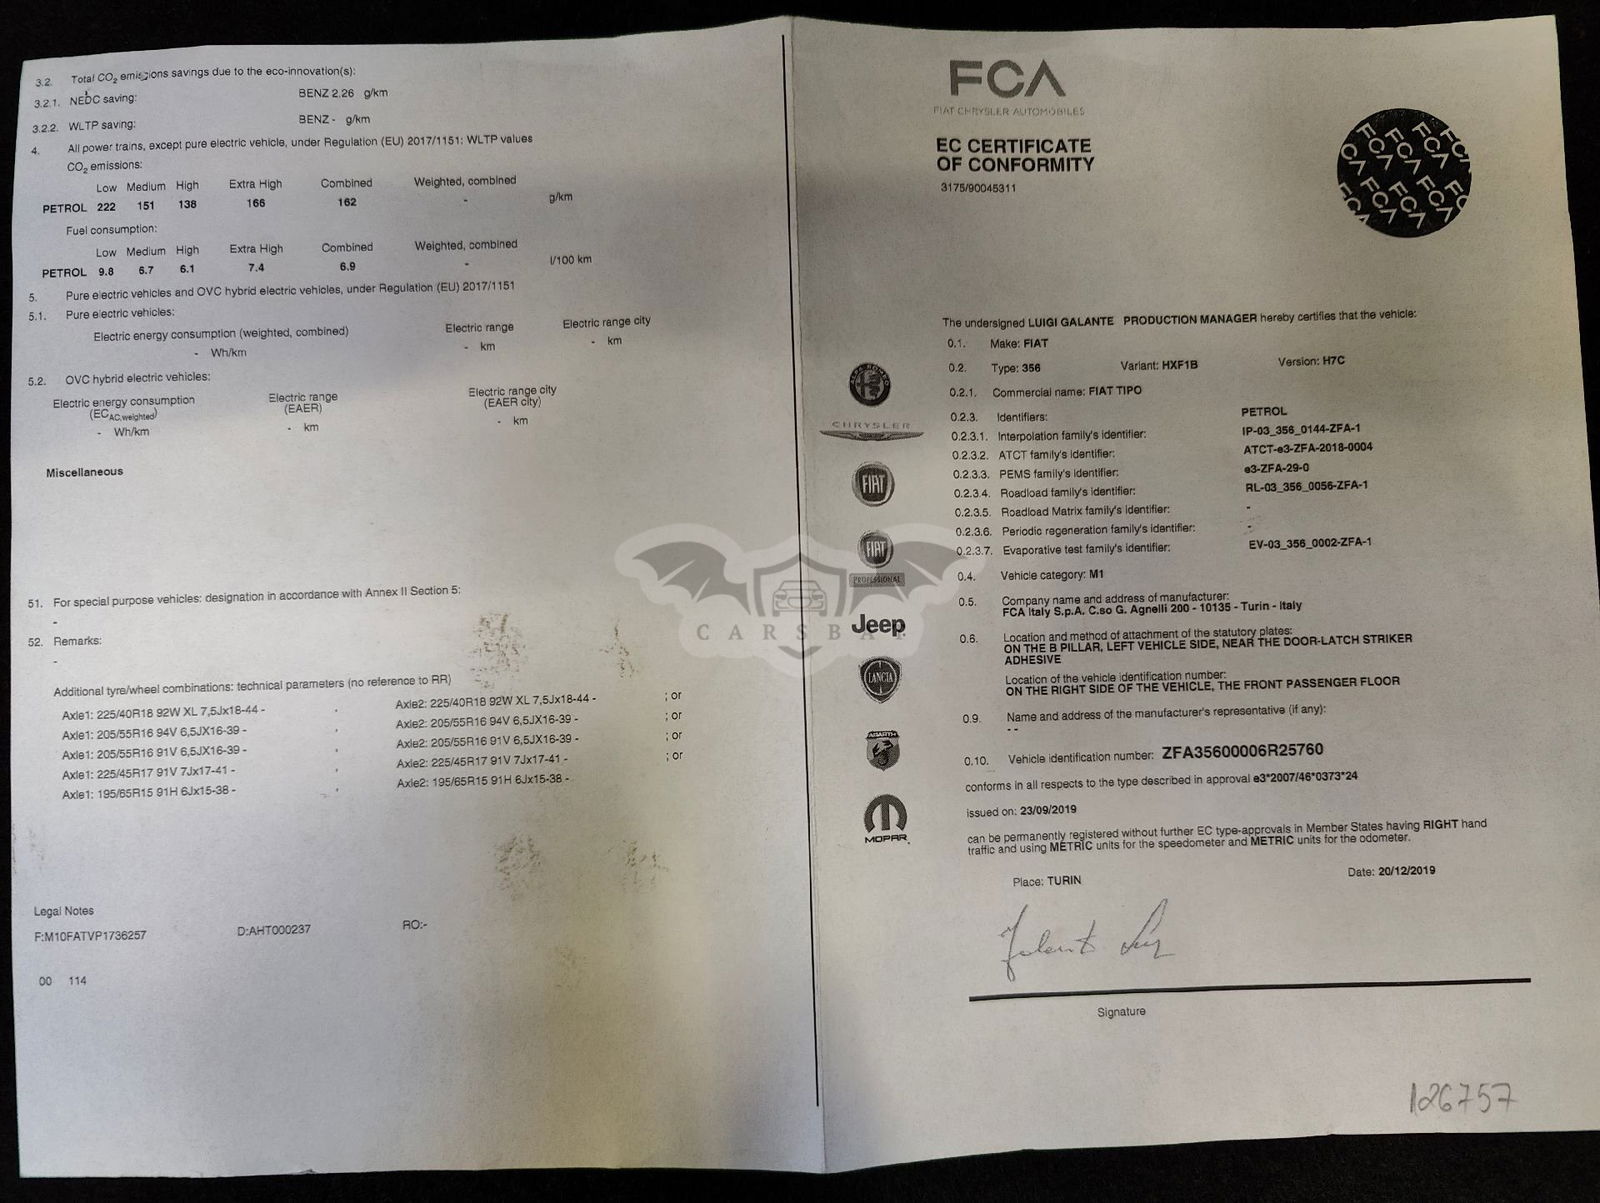 3.2. Total CO2 emissions savings due to the eco-innovation(s):
3.2.1. NEDC saving: BENZ 2.26 g/km
3.2.2. WLTP saving: BENZ - g/km
4. All power trains, except pure electric vehicle, under Regulation (EU) 2017/1151: WLTP values
CO2 emissions:
Low Medium High Extra High Combined Weighted, combined
PETROL 222 151 138 166 162 - g/km
Fuel consumption:
Low Medium High Extra High Combined Weighted, combined
PETROL 9.8 6.7 6.1 7.4 6.9 - l/100 km
5. Pure electric vehicles and OVC hybrid electric vehicles, under Regulation (EU) 2017/1151
5.1. Pure electric vehicles:
Electric energy consumption (weighted, combined) Electric range Electric range city
- Wh/km - km - km
5.2. OVC hybrid electric vehicles:
Electric energy consumption Electric range Electric range city
(ECAC,weighted) (EAER) (EAER city)
- Wh/km - km - km
Miscellaneous
51. For special purpose vehicles: designation in accordance with Annex II Section 5:
-
52. Remarks:
-
Additional tyre/wheel combinations: technical parameters (no reference to RR)
Axle1: 225/40R18 92W XL 7,5Jx18-44 - , Axle2: 225/40R18 92W XL 7,5Jx18-44 - ; or
Axle1: 205/55R16 94V 6,5JX16-39 - , Axle2: 205/55R16 94V 6,5JX16-39 - ; or
Axle1: 205/55R16 91V 6,5JX16-39 - , Axle2: 205/55R16 91V 6,5JX16-39 - ; or
Axle1: 225/45R17 91V 7Jx17-41 - , Axle2: 225/45R17 91V 7Jx17-41 - ; or
Axle1: 195/65R15 91H 6Jx15-38 - , Axle2: 195/65R15 91H 6Jx15-38 -
Legal Notes
F:M10FATVP1736257 D:AHT000237 RO:-
00 114
FCA
FIAT CHRYSLER AUTOMOBILES
EC CERTIFICATE
OF CONFORMITY
3175/90045311
FCA FCA FCA FCA
The undersigned LUIGI GALANTE PRODUCTION MANAGER hereby certifies that the vehicle:
0.1. Make: FIAT
0.2. Type: 356 Variant: HXF1B Version: H7C
0.2.1. Commercial name: FIAT TIPO
0.2.3. Identifiers: PETROL
0.2.3.1. Interpolation family's identifier: IP-03_356_0144-ZFA-1
0.2.3.2. ATCT family's identifier: ATCT-e3-ZFA-2018-0004
0.2.3.3. PEMS family's identifier: e3-ZFA-29-0
0.2.3.4. Roadload family's identifier: RL-03_356_0056-ZFA-1
0.2.3.5. Roadload Matrix family's identifier: -
0.2.3.6. Periodic regeneration family's identifier: -
0.2.3.7. Evaporative test family's identifier: EV-03_356_0002-ZFA-1
0.4. Vehicle category: M1
0.5. Company name and address of manufacturer:
FCA Italy S.p.A. C.so G. Agnelli 200 - 10135 - Turin - Italy
0.6. Location and method of attachment of the statutory plates:
ON THE B PILLAR, LEFT VEHICLE SIDE, NEAR THE DOOR-LATCH STRIKER
ADHESIVE
Location of the vehicle identification number:
ON THE RIGHT SIDE OF THE VEHICLE, THE FRONT PASSENGER FLOOR
0.9. Name and address of the manufacturer's representative (if any):
- -
0.10. Vehicle identification number: ZFA35600006R25760
conforms in all respects to the type described in approval e3*2007/46*0373*24
issued on: 23/09/2019
can be permanently registered without further EC type-approvals in Member States having RIGHT hand
traffic and using METRIC units for the speedometer and METRIC units for the odometer.
Place: TURIN Date: 20/12/2019
Signature
126757
ALFA ROMEO
CHRYSLER
FIAT
FIAT
PROFESSIONAL
Jeep
LANCIA
ABARTH
MOPAR
CARSBA